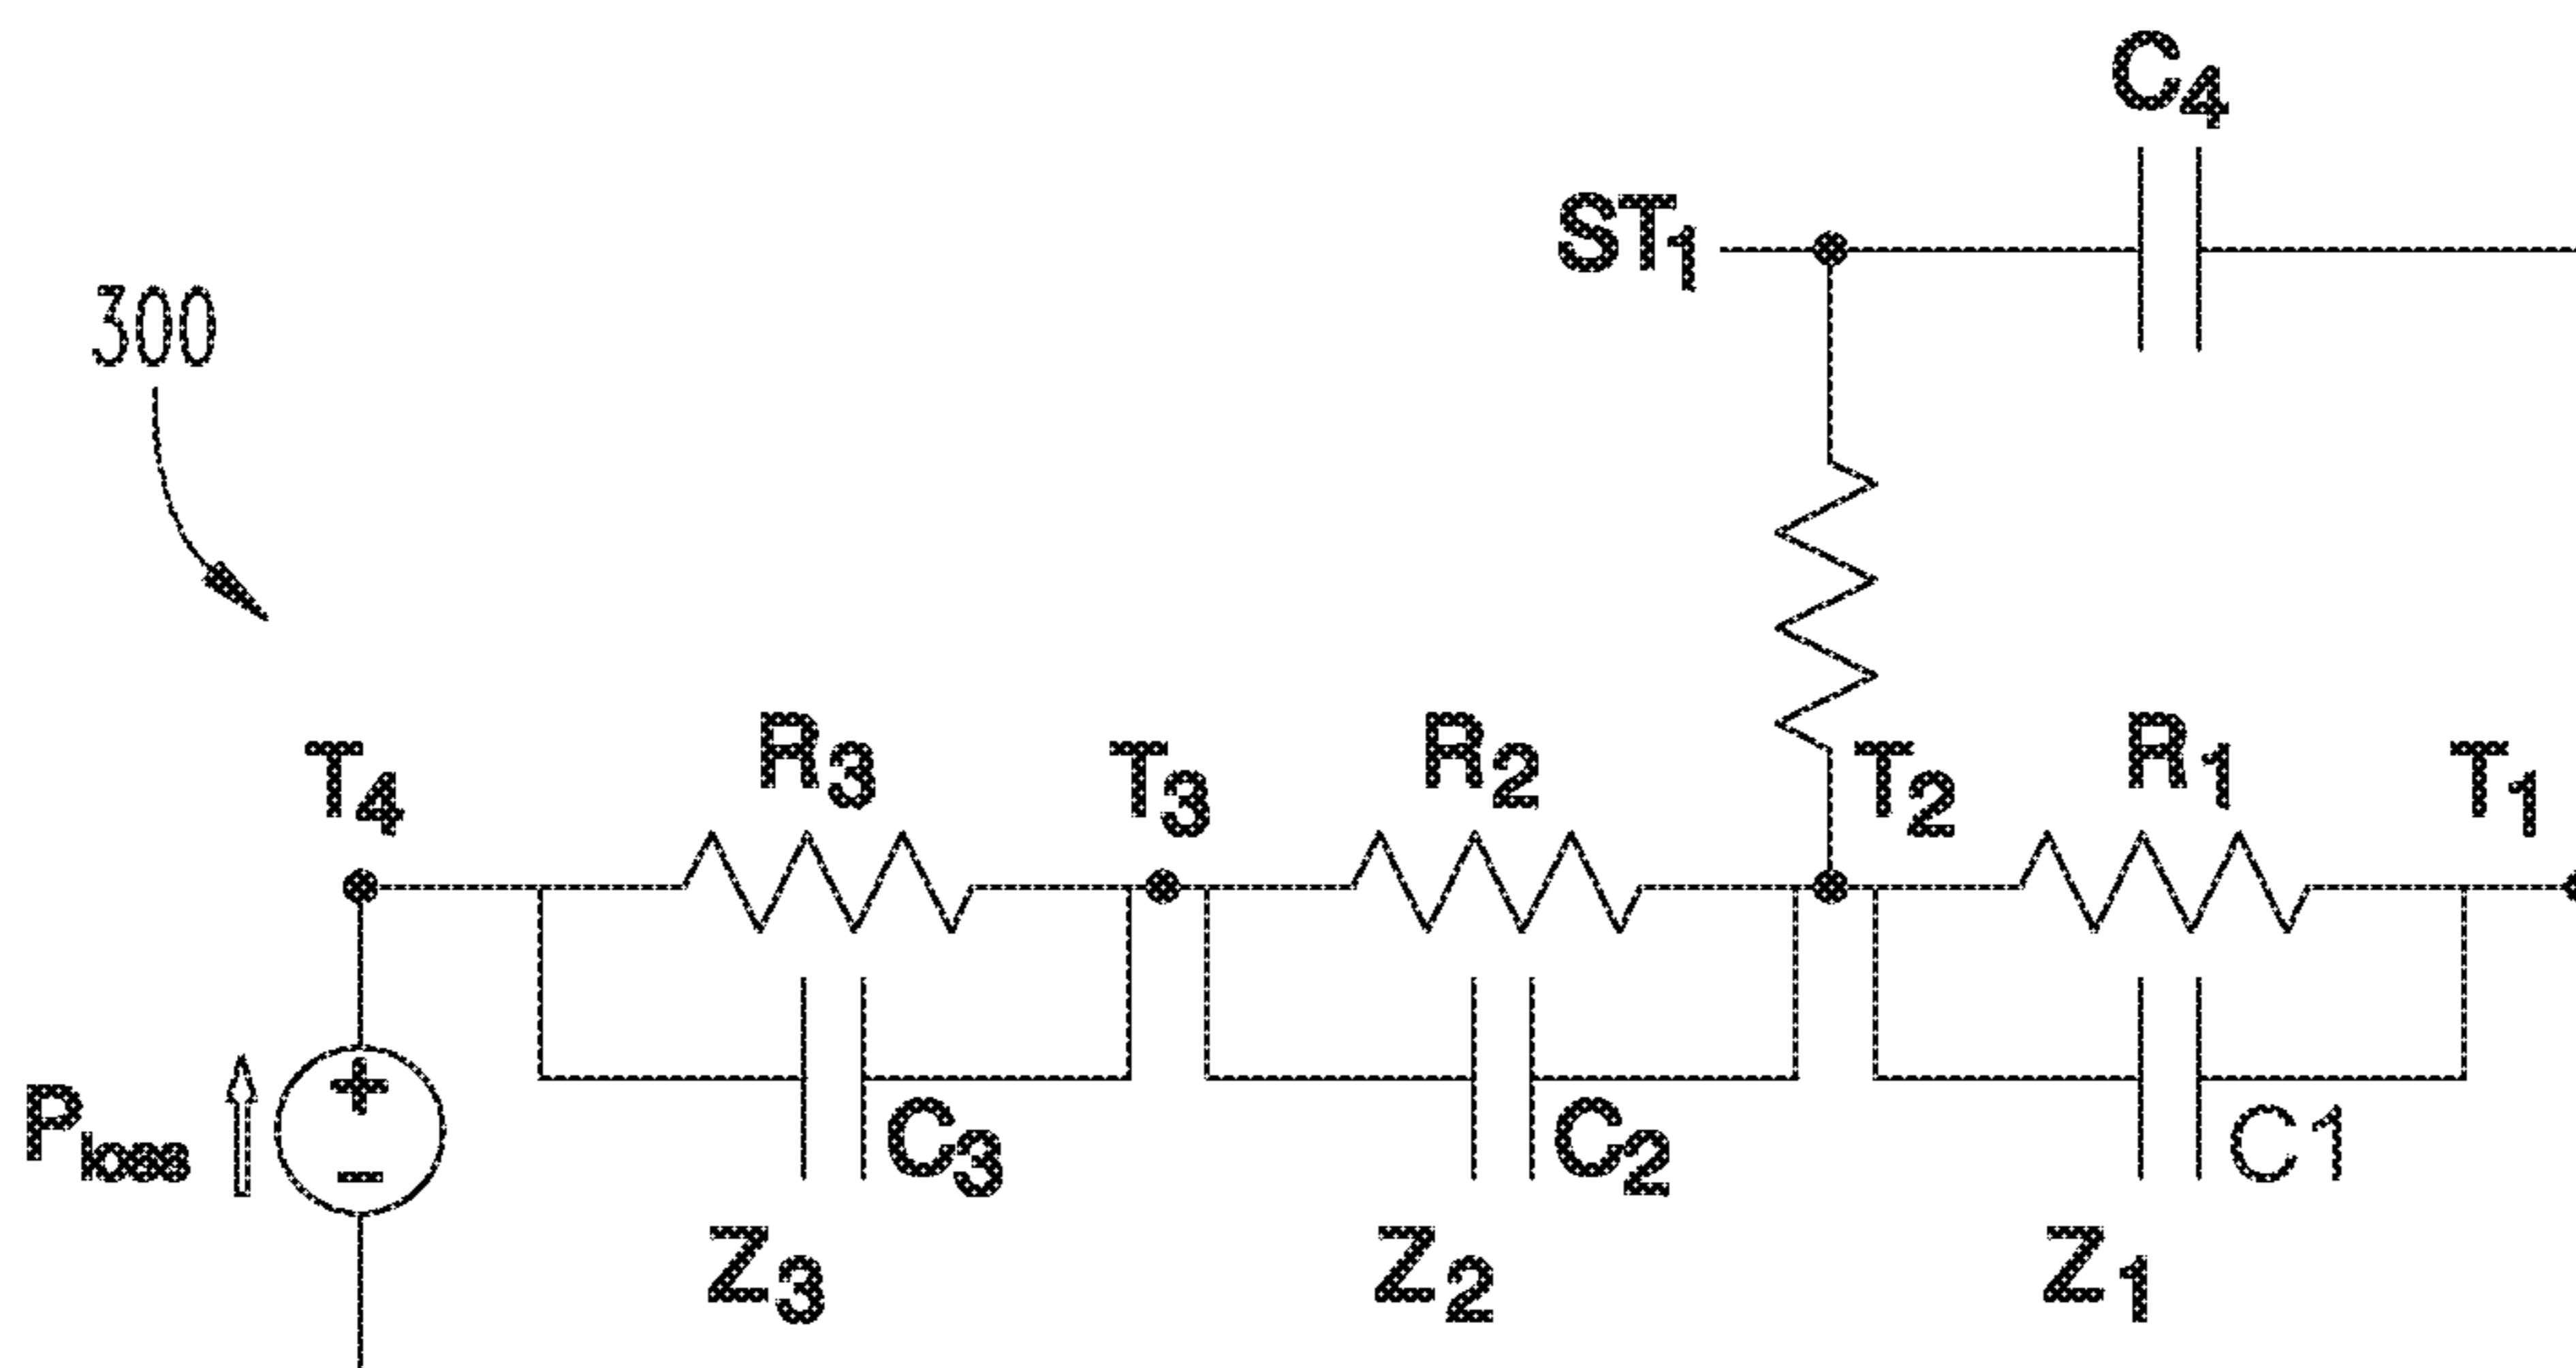 C4
ST1
300
T4
R3
T3
R2
T2
R1
T1
Ploss
+
-
C3
C2
C1
Z3
Z2
Z1